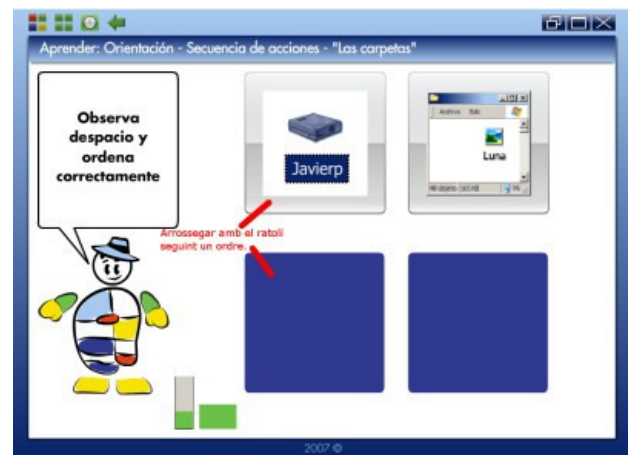 Aprender: Orientación - Secuencia de acciones - "Las carpetas"
Observa
despacio y
ordena
correctamente
Javierp
Archivo Edic
Luna
Arrossegar amb el ratolí
seguint un ordre.
2007 ©